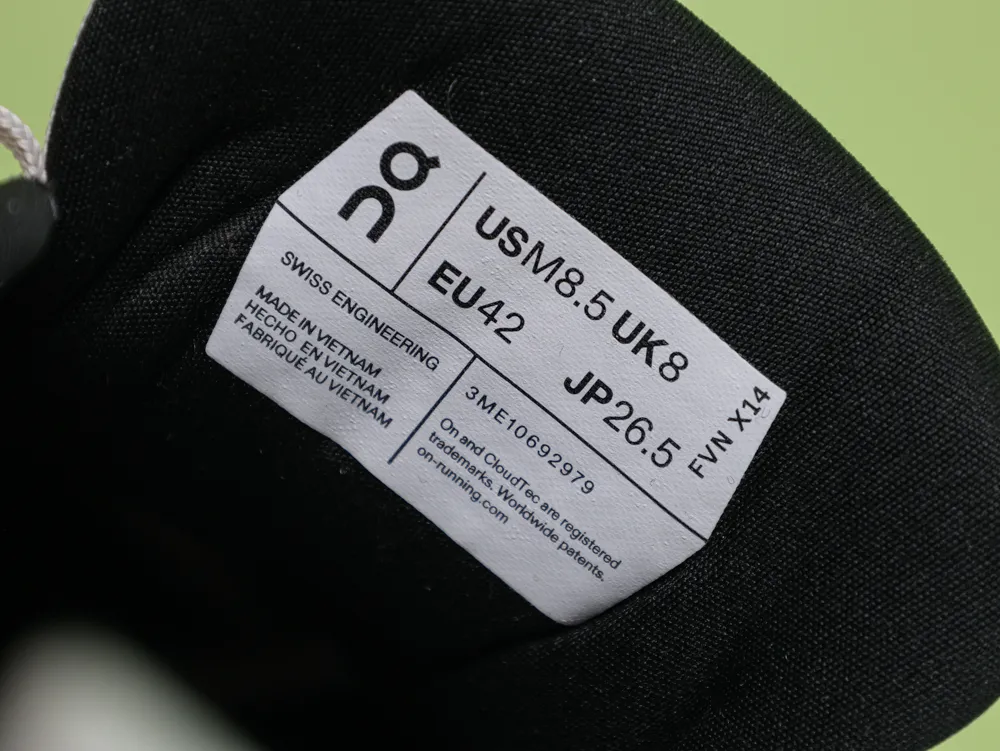 On
USM8.5 UK8
EU42 JP26.5
FVN X14
SWISS ENGINEERING
MADE IN VIETNAM
HECHO EN VIETNAM
FABRIQUÉ AU VIETNAM
3ME10692979
On and CloudTec are registered
trademarks. Worldwide patents.
on-running.com